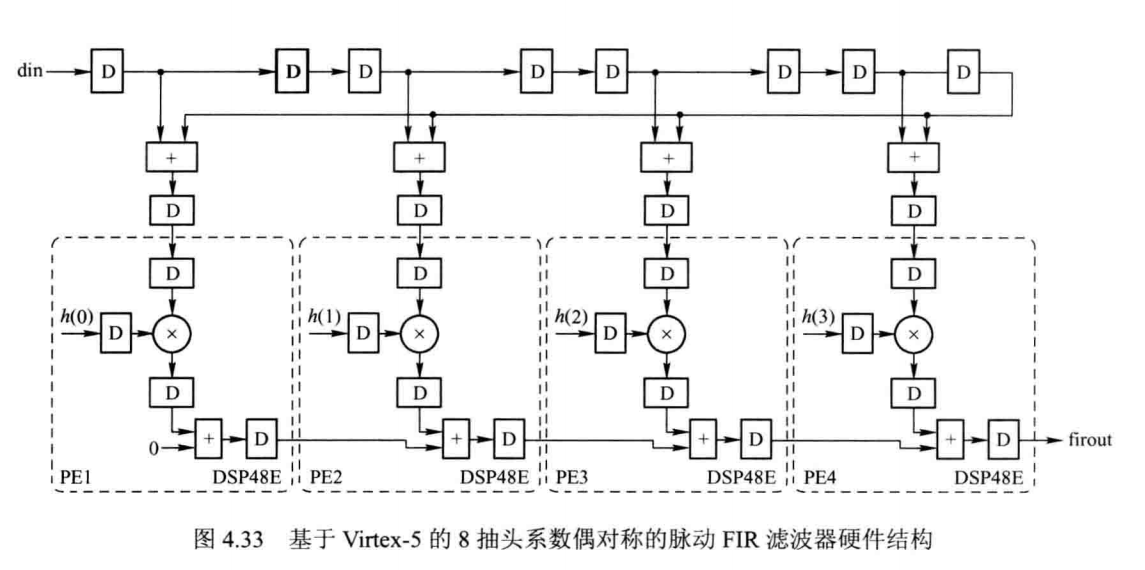 din D D D D D D D D
+ + + +
D D D D
D D D D
h(0) D × h(1) D × h(2) D × h(3) D ×
D D D D
0 + D + D + D + D firout
PE1 DSP48E PE2 DSP48E PE3 DSP48E PE4 DSP48E
图 4.33 基于 Virtex-5 的 8 抽头系数偶对称的脉动 FIR 滤波器硬件结构